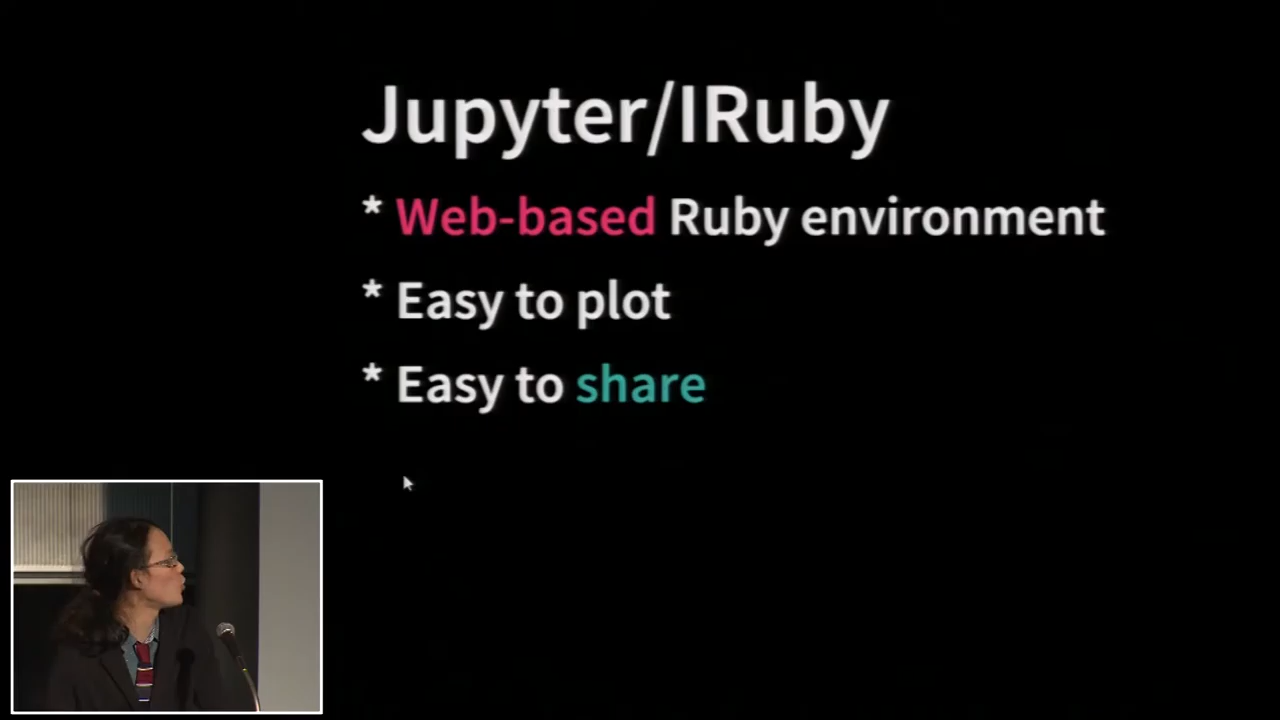 Jupyter/IRuby
* Web-based Ruby environment
* Easy to plot
* Easy to share